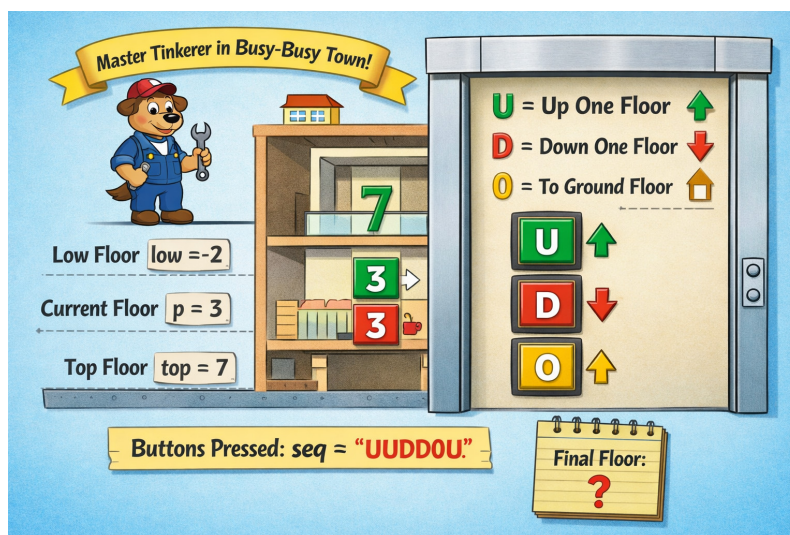 Master Tinkerer in Busy-Busy Town!
U = Up One Floor
D = Down One Floor
O = To Ground Floor
7
3
3
Low Floor low =-2
Current Floor p = 3
Top Floor top = 7
U
D
O
Buttons Pressed: seq = “UUDDOU.”
Final Floor:
?